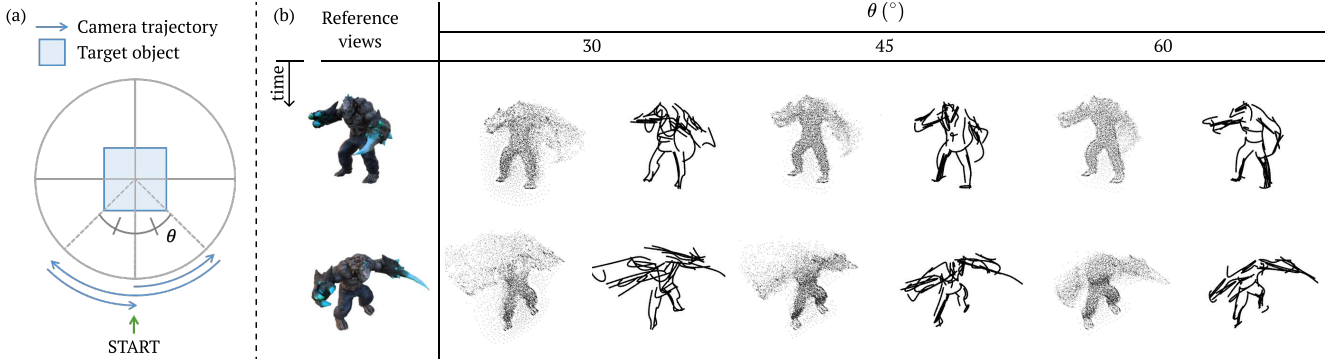 (a)
Camera trajectory
Target object
θ
START
(b)
Reference
views
θ (°)
30
45
60
time